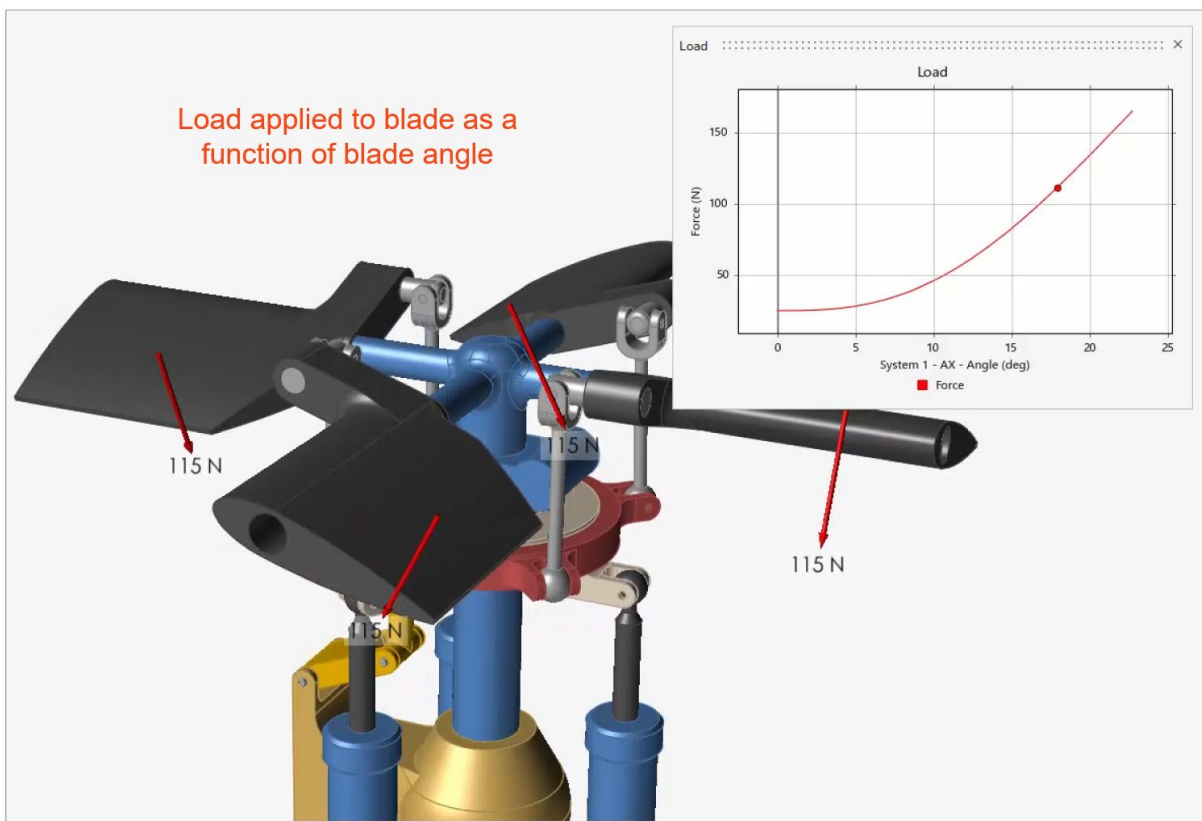 Load ×
Load
Load applied to blade as a
function of blade angle
150
100
50
Force (N)
0 5 10 15 20 25
System 1 - AX - Angle (deg)
Force
115 N
115 N
115 N
115 N